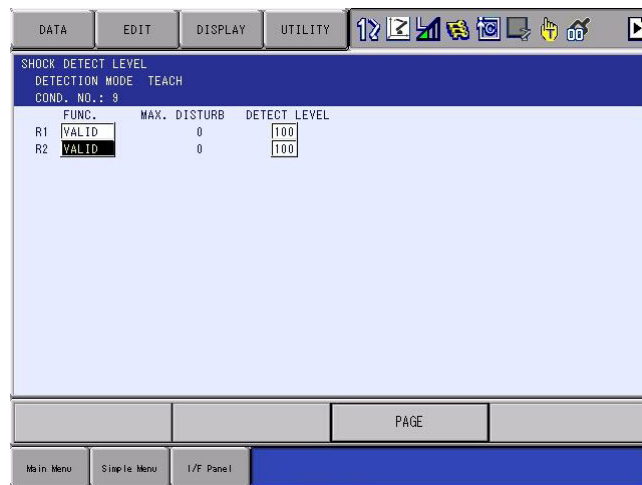 DATA EDIT DISPLAY UTILITY
SHOCK DETECT LEVEL
DETECTION MODE TEACH
COND. NO.: 9
FUNC. MAX. DISTURB DETECT LEVEL
R1 VALID 0 100
R2 VALID 0 100
PAGE
Main Menu Simple Menu I/F Panel